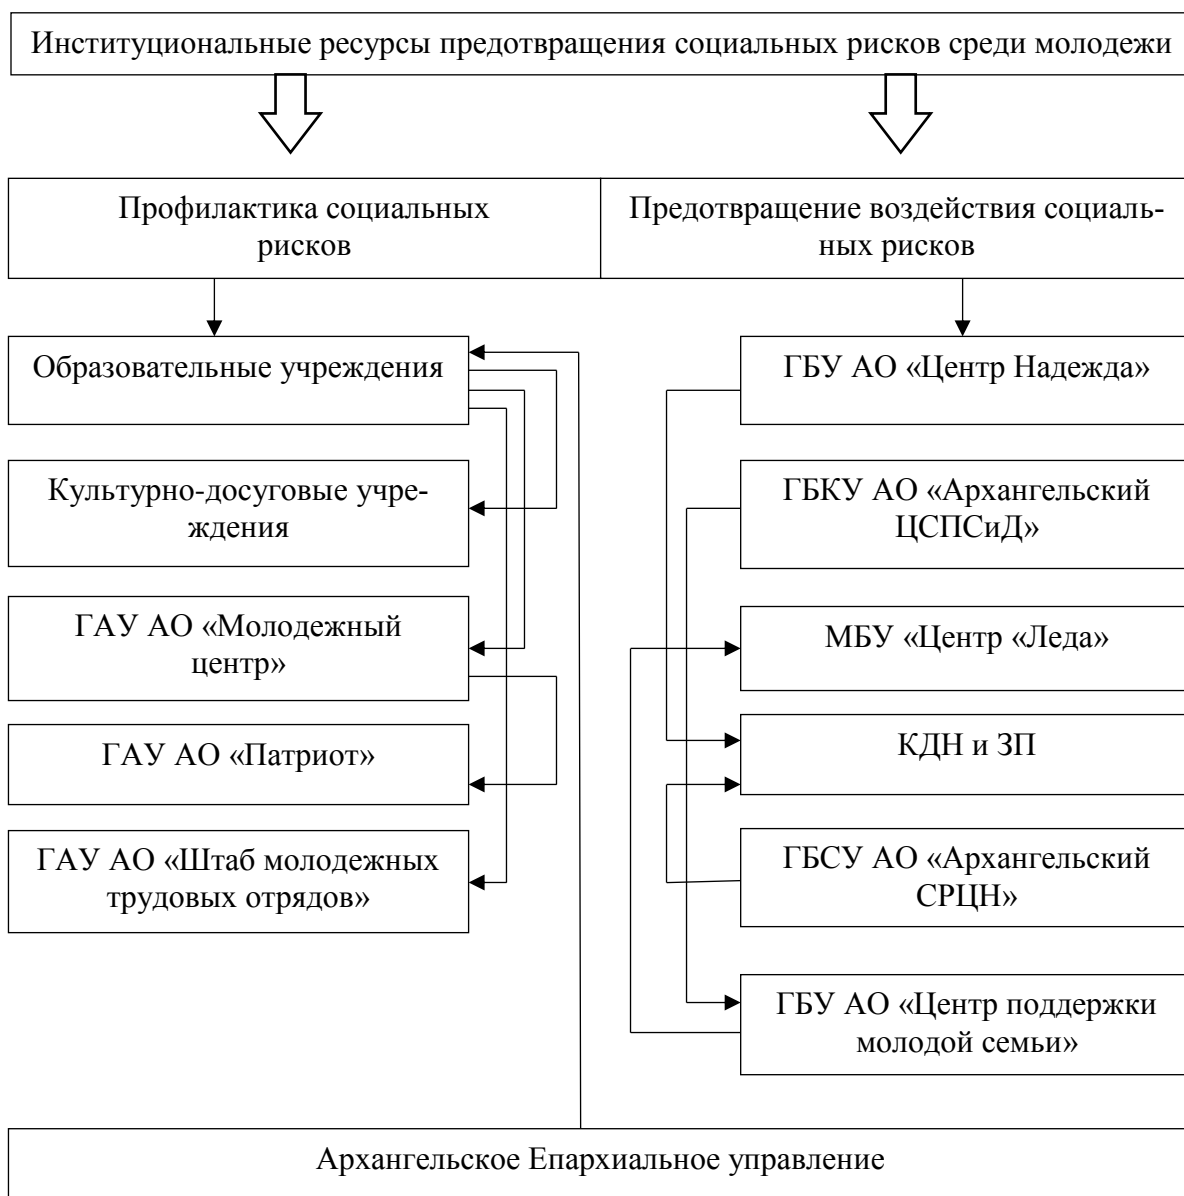 Институциональные ресурсы предотвращения социальных рисков среди молодежи
Профилактика социальных
рисков
Предотвращение воздействия социаль-
ных рисков
Образовательные учреждения
Культурно-досуговые учре-
ждения
ГАУ АО «Молодежный
центр»
ГАУ АО «Патриот»
ГАУ АО «Штаб молодежных
трудовых отрядов»
ГБУ АО «Центр Надежда»
ГБКУ АО «Архангельский
ЦСПСиД»
МБУ «Центр «Леда»
КДН и ЗП
ГБСУ АО «Архангельский
СРЦН»
ГБУ АО «Центр поддержки
молодой семьи»
Архангельское Епархиальное управление